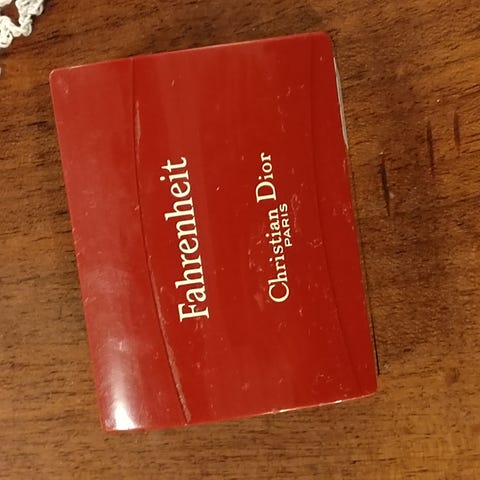 Fahrenheit
Christian Dior
PARIS